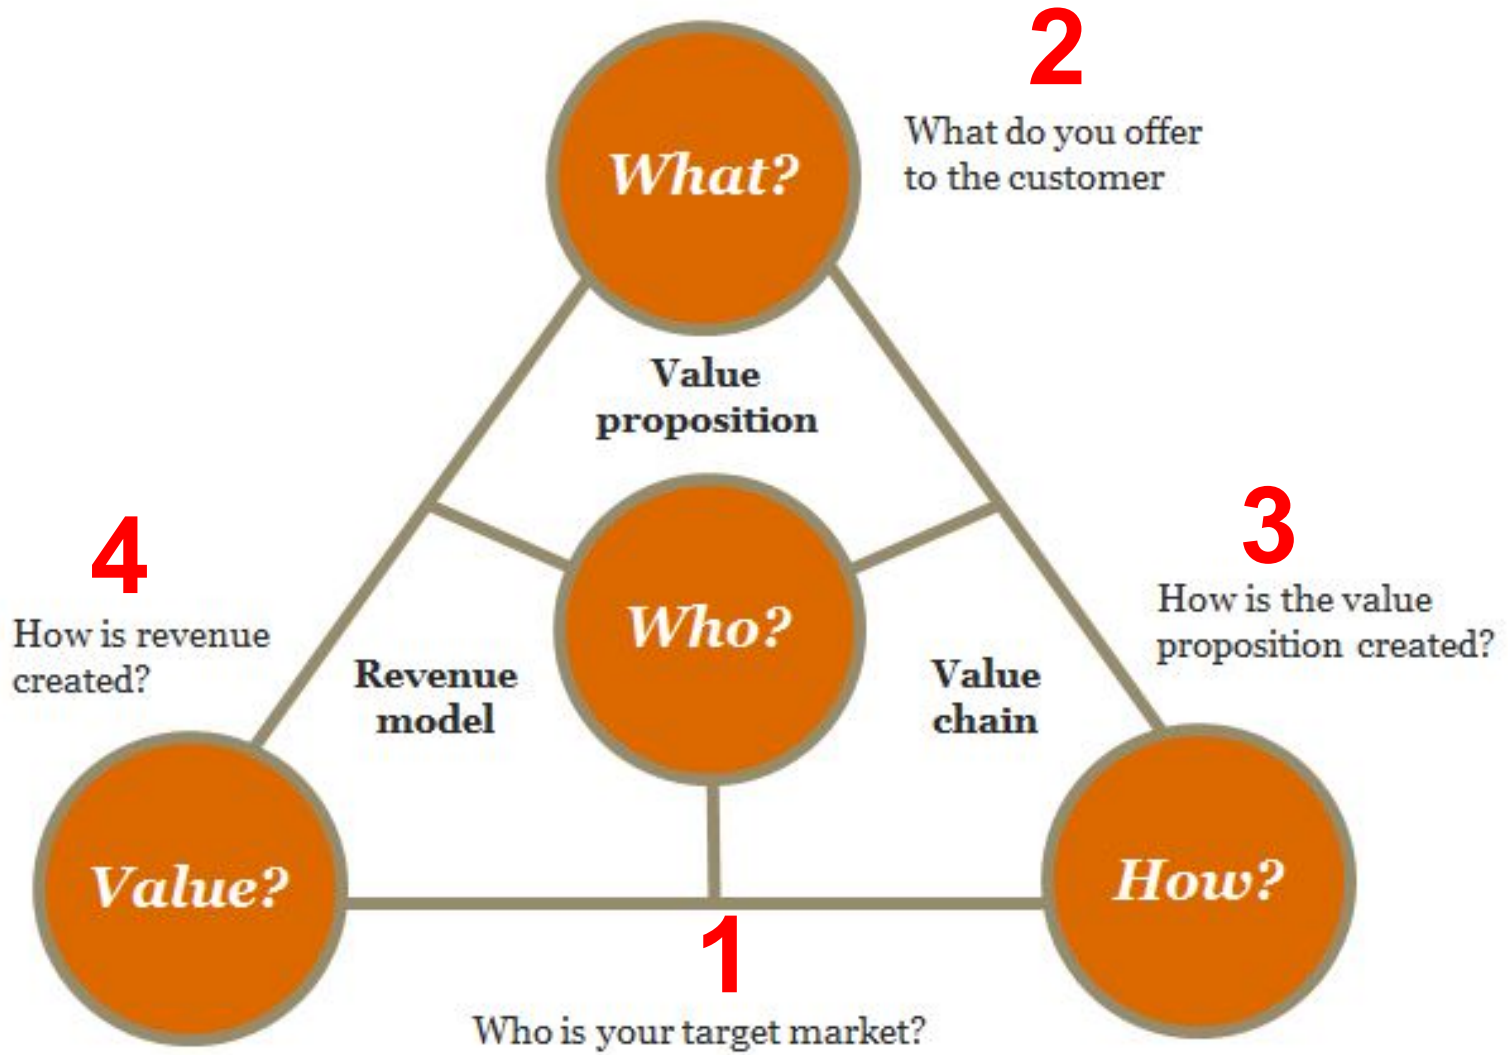 2
What do you offer
to the customer
What?
Value
proposition
3
How is the value
proposition created?
4
How is revenue
created?
Who?
Revenue
model
Value
chain
Value?
How?
1
Who is your target market?